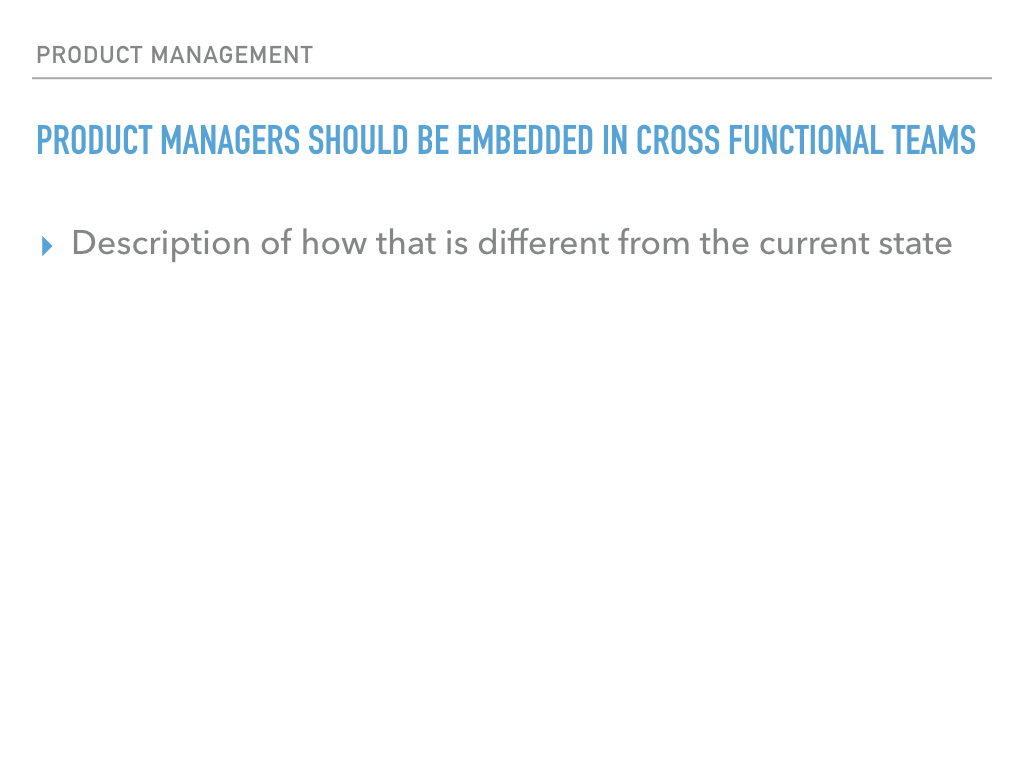 PRODUCT MANAGEMENT
PRODUCT MANAGERS SHOULD BE EMBEDDED IN CROSS FUNCTIONAL TEAMS
Description of how that is different from the current state